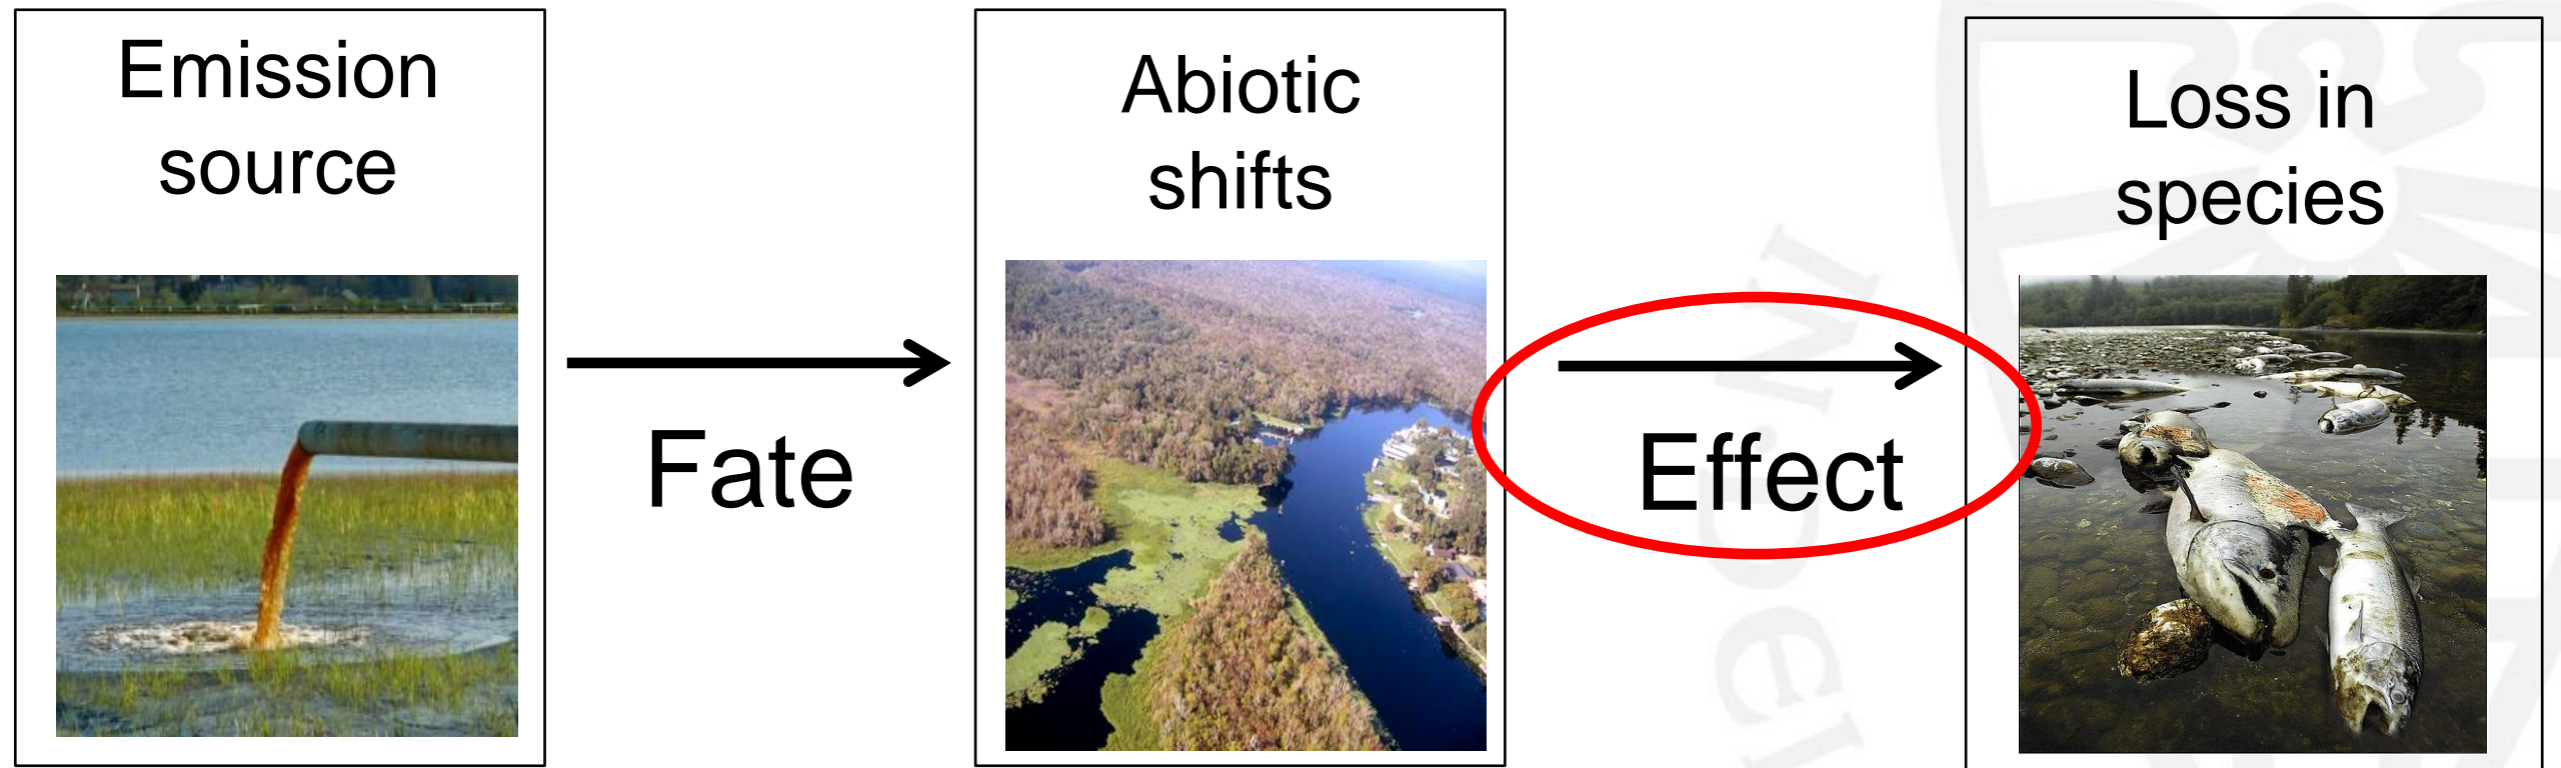 Emission
source
Fate
Abiotic
shifts
Effect
Loss in
species